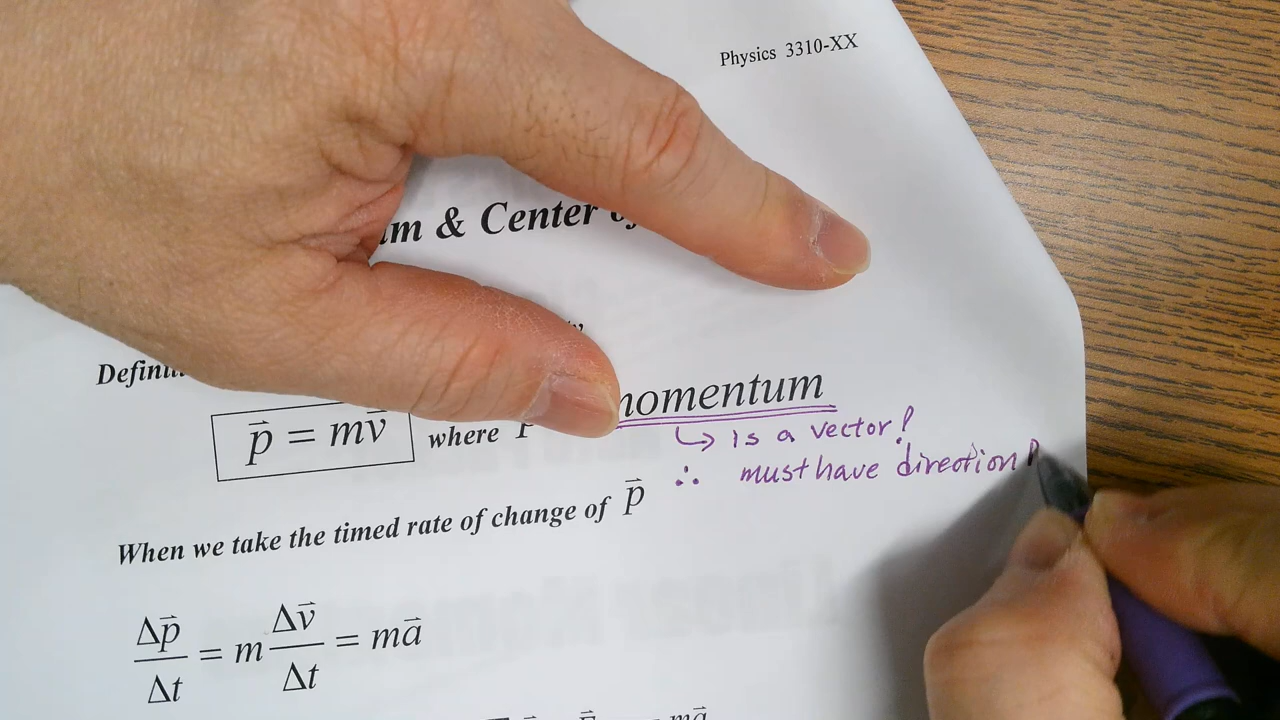 Physics 3310-XX
& Center
momentum
p⃗ = mv̅ where
↳ is a vector!
∴ must have direction!
When we take the timed rate of change of p⃗
Δp⃗/Δt = m Δv̅/Δt = ma⃗